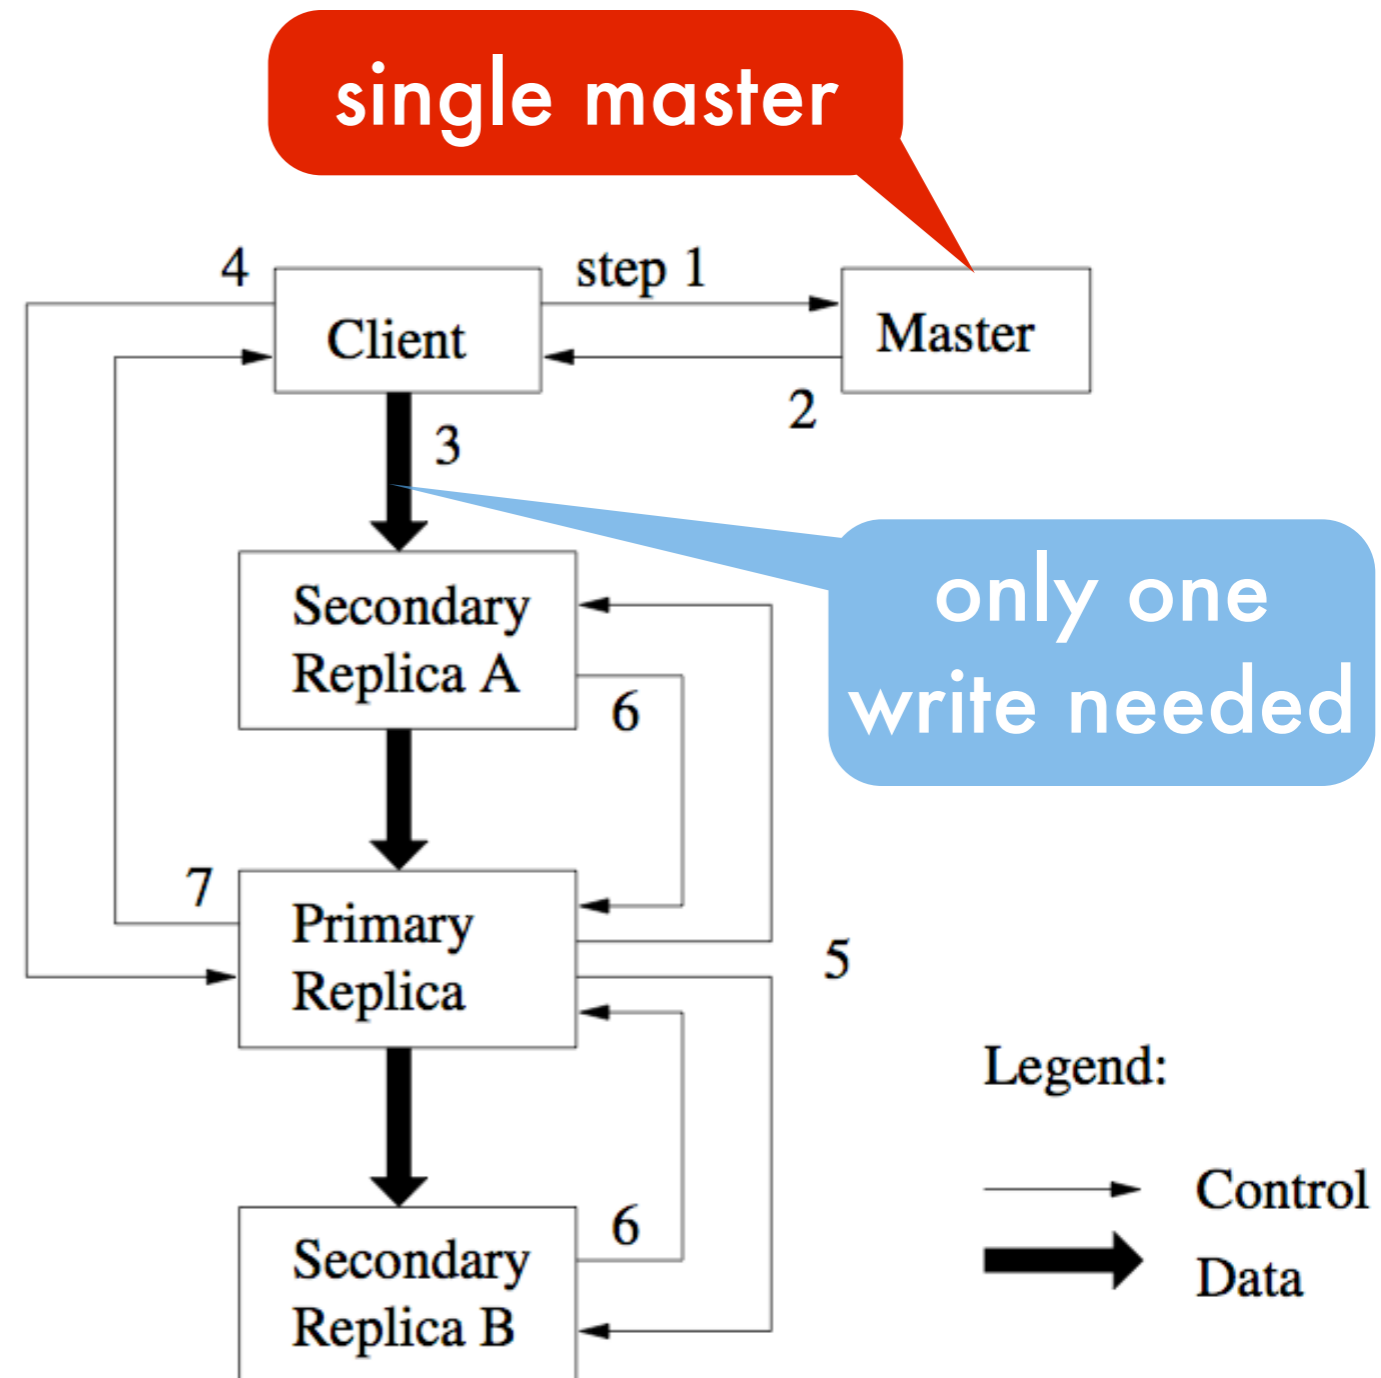 single master
4
step 1
Client
Master
2
3
only one
write needed
Secondary
Replica A
6
7
Primary
Replica
5
Legend:
Control
6
Secondary
Replica B
Data